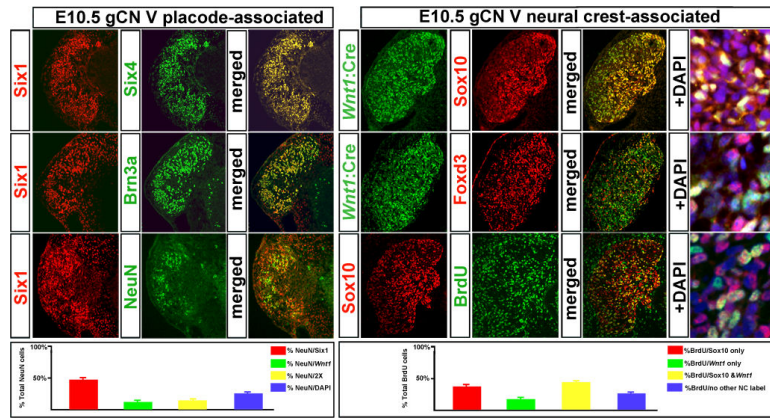 E10.5 gCN V placode-associated
E10.5 gCN V neural crest-associated
Six1
Six4
merged
Wnt1:Cre
Sox10
merged
+DAPI
Six1
Brn3a
merged
Wnt1:Cre
Foxd3
merged
+DAPI
Six1
NeuN
merged
Sox10
BrdU
merged
+DAPI
% Total NeuN cells
100%
50%
% NeuN/Six1
% NeuN/Wnt1
% NeuN/2X
% NeuN/DAPI
% Total BrdU cells
100%
50%
%BrdU/Sox10 only
%BrdU/Wnt1 only
%BrdU/Sox10 & Wnt1
%BrdU/no other NC label